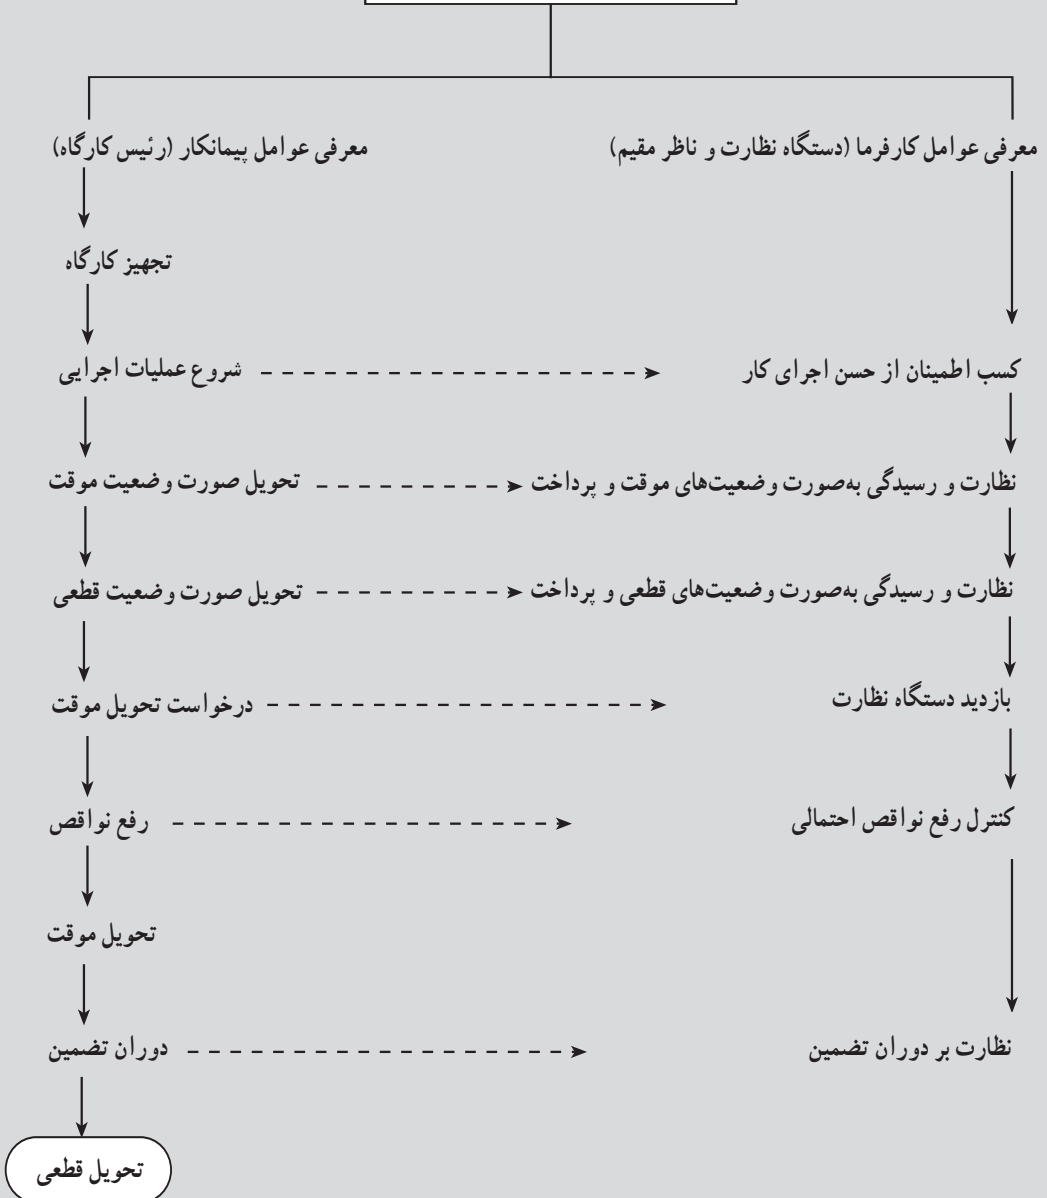 معرفی عوامل کارفرما (دستگاه نظارت و ناظر مقیم)
معرفی عوامل پیمانکار (رئیس کارگاه)
تجهیز کارگاه
کسب اطمینان از حسن اجرای کار
شروع عملیات اجرایی
نظارت و رسیدگی به‌صورت وضعیت‌های موقت و پرداخت
تحویل صورت وضعیت موقت
نظارت و رسیدگی به‌صورت وضعیت‌های قطعی و پرداخت
تحویل صورت وضعیت قطعی
بازدید دستگاه نظارت
درخواست تحویل موقت
کنترل رفع نواقص احتمالی
رفع نواقص
تحویل موقت
نظارت بر دوران تضمین
دوران تضمین
تحویل قطعی